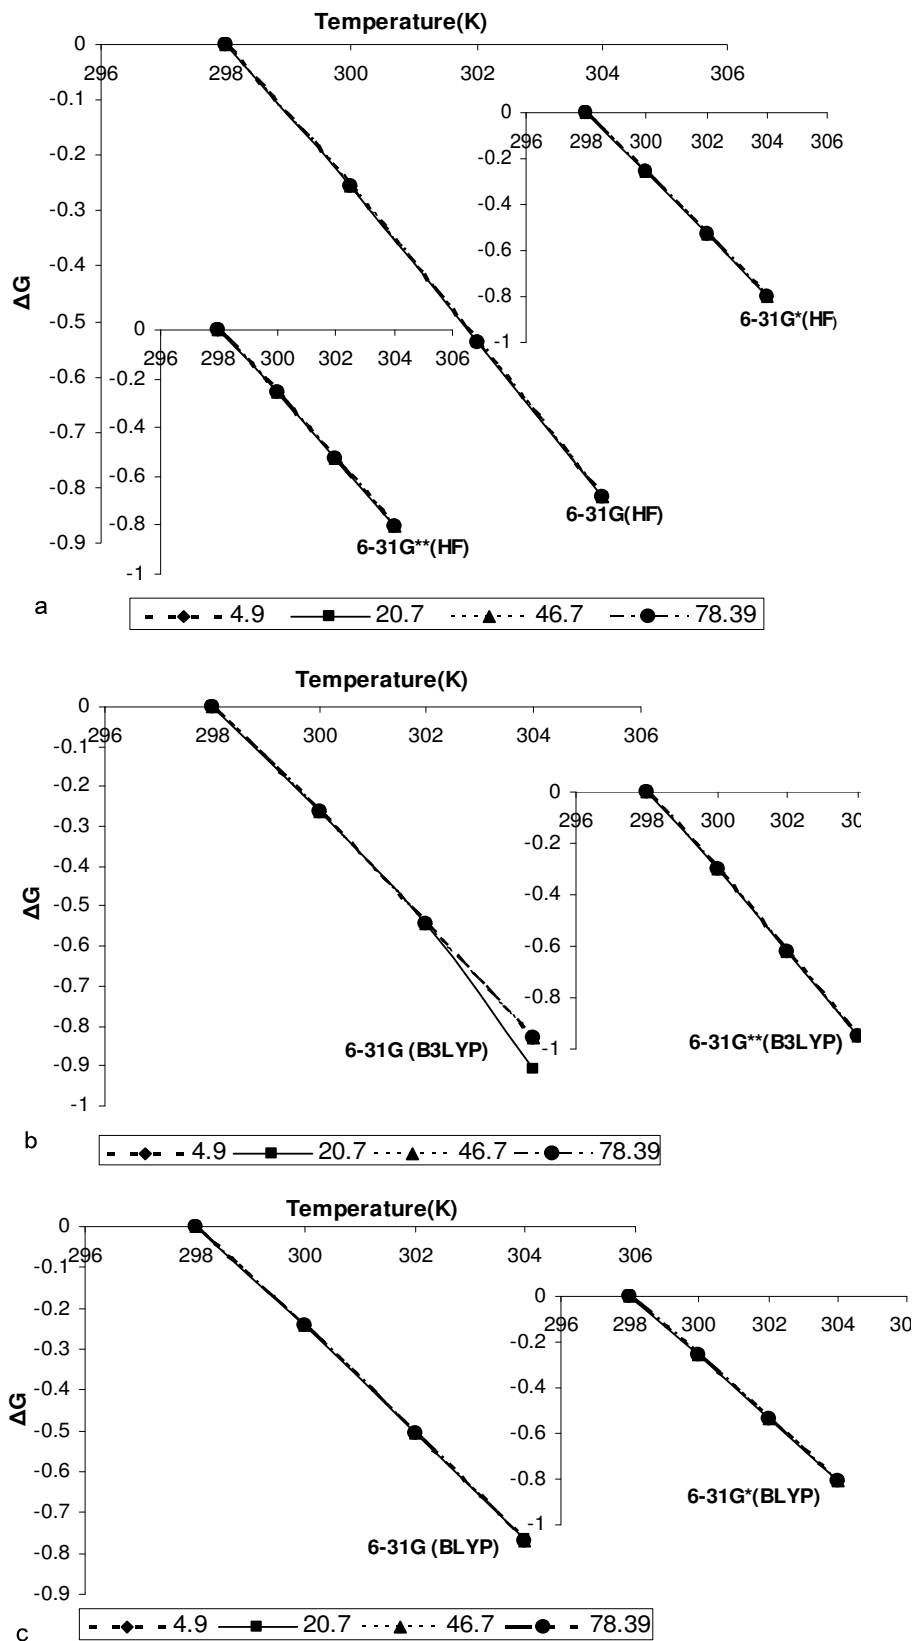 a
Temperature(K)
0
296 298 300 302 304 306
-0.1
-0.2
-0.3
-0.4
-0.5
-0.6
-0.7
-0.8
-0.9
ΔG
6-31G(HF)
0
296 298 300 302 304 306
-0.2
-0.4
-0.6
-0.8
-1
6-31G*(HF)
0
296 298 300 302 304 306
-0.2
-0.4
-0.6
-0.8
-1
6-31G**(HF)
4.9 20.7 46.7 78.39
Temperature(K)
0
296 298 300 302 304 306
-0.1
-0.2
-0.3
-0.4
-0.5
-0.6
-0.7
-0.8
-0.9
-1
ΔG
6-31G (B3LYP)
0
296 298 300 302 30
-0.2
-0.4
-0.6
-0.8
-1
6-31G**(B3LYP)
b
4.9 20.7 46.7 78.39
Temperature(K)
0
296 298 300 302 304 306
-0.1
-0.2
-0.3
-0.4
-0.5
-0.6
-0.7
-0.8
-0.9
ΔG
6-31G (BLYP)
0
296 298 300 302 304 30
-0.2
-0.4
-0.6
-0.8
-1
6-31G*(BLYP)
c
4.9 20.7 46.7 78.39